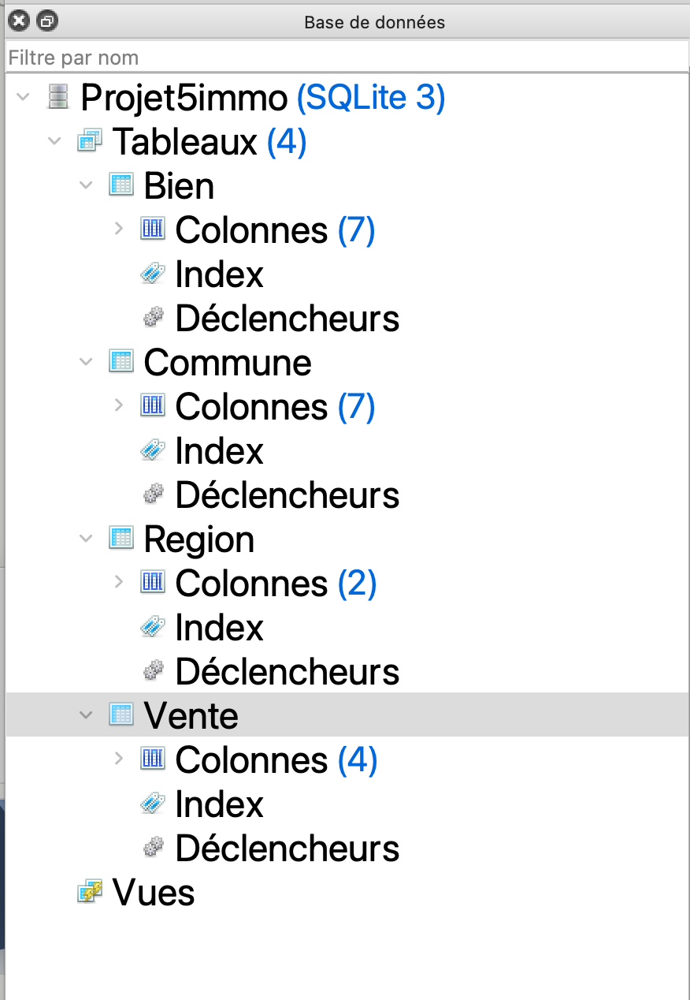 Base de données
Filtre par nom
Projet5immo (SQLite 3)
Tableaux (4)
Bien
Colonnes (7)
Index
Déclencheurs
Commune
Colonnes (7)
Index
Déclencheurs
Region
Colonnes (2)
Index
Déclencheurs
Vente
Colonnes (4)
Index
Déclencheurs
Vues